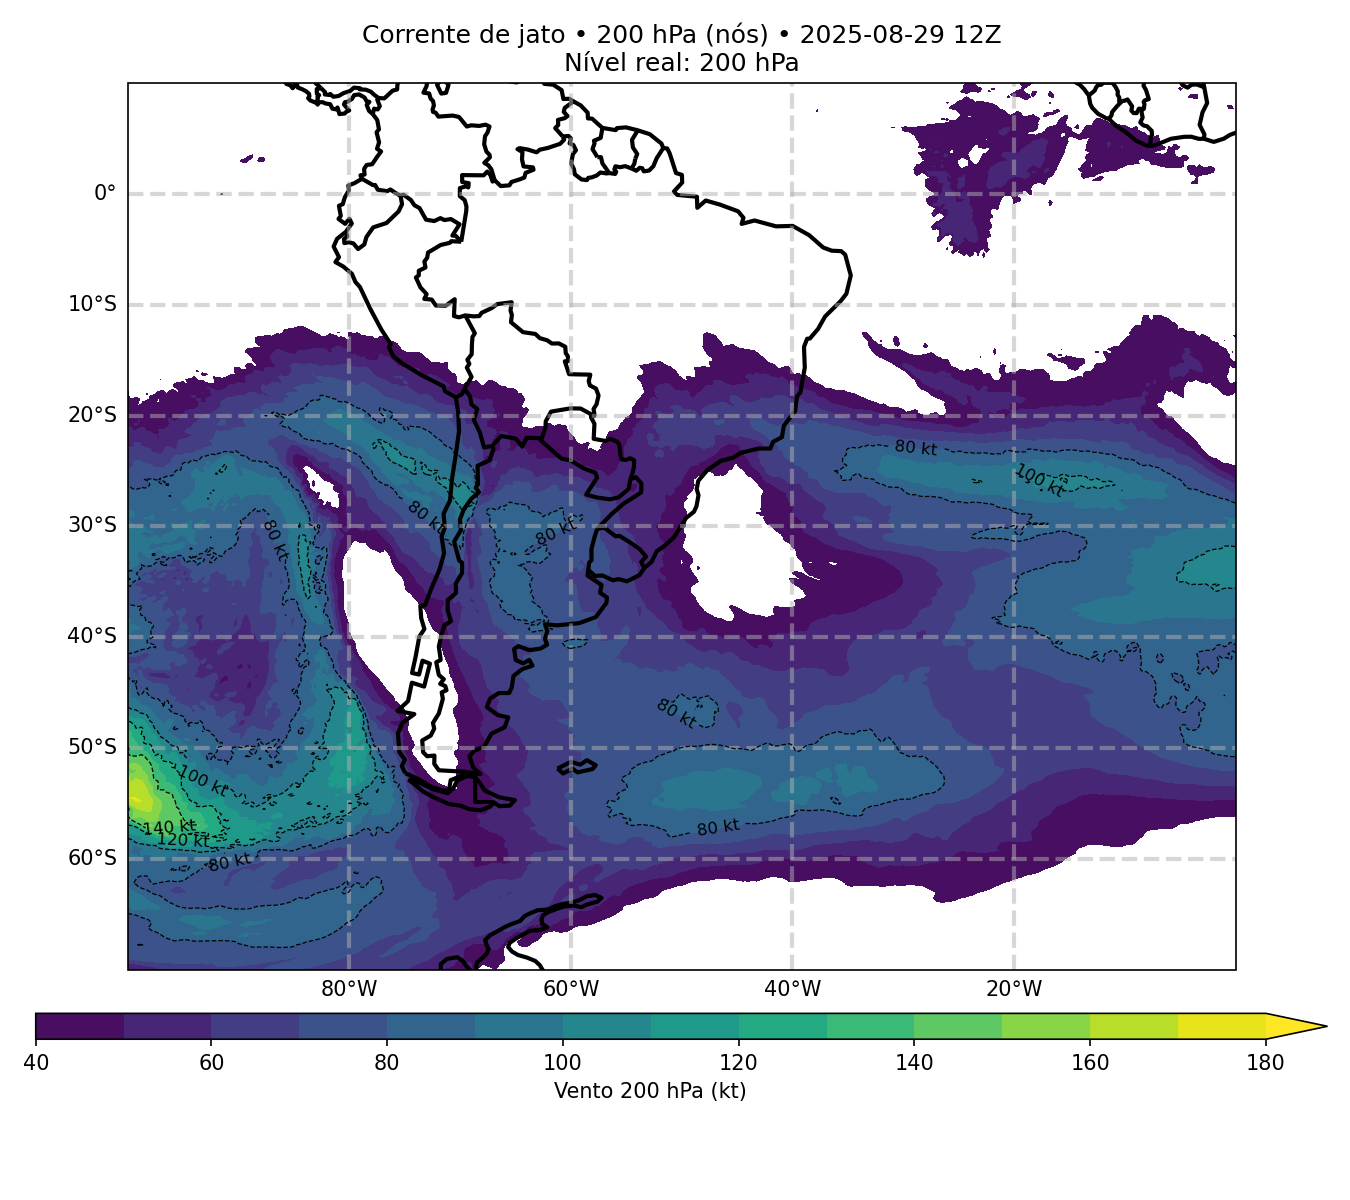 Corrente de jato • 200 hPa (nós) • 2025-08-29 12Z
Nível real: 200 hPa
0°
10°S
20°S
80 kt
100 kt
80 kt
80 kt
80 kt
30°S
40°S
80 kt
50°S
100 kt
140 kt
120 kt
80 kt
80 kt
60°S
80°W 60°W 40°W 20°W
40 60 80 100 120 140 160 180
Vento 200 hPa (kt)